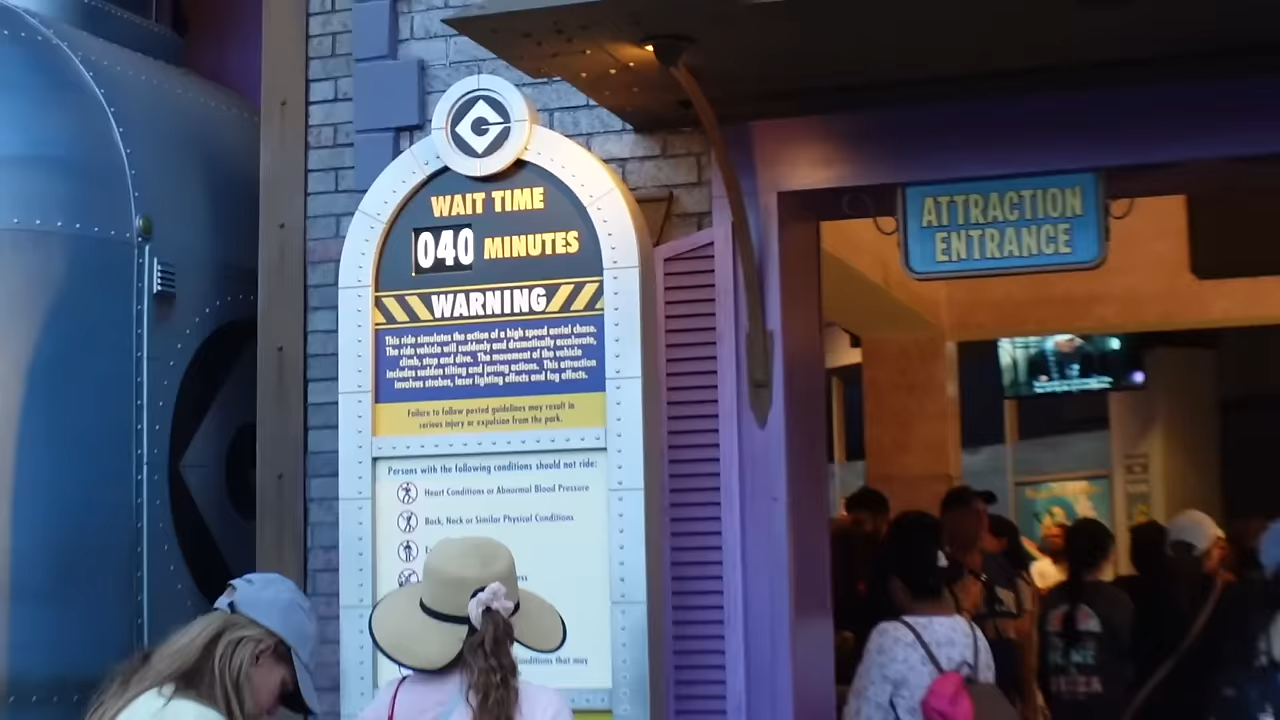 WAIT TIME
040 MINUTES
WARNING
This ride simulates the action of a high speed aerial chase.
The ride vehicle will suddenly and dramatically accelerate,
climb, stop and dive. The movement of the vehicle
includes sudden tilting and jarring actions. This attraction
involves strobes, laser lighting effects and fog effects.
Failure to follow posted guidelines may result in
serious injury or expulsion from the park.
Persons with the following conditions should not ride:
Heart Conditions or Abnormal Blood Pressure
Back, Neck or Similar Physical Conditions
conditions that may
ATTRACTION
ENTRANCE